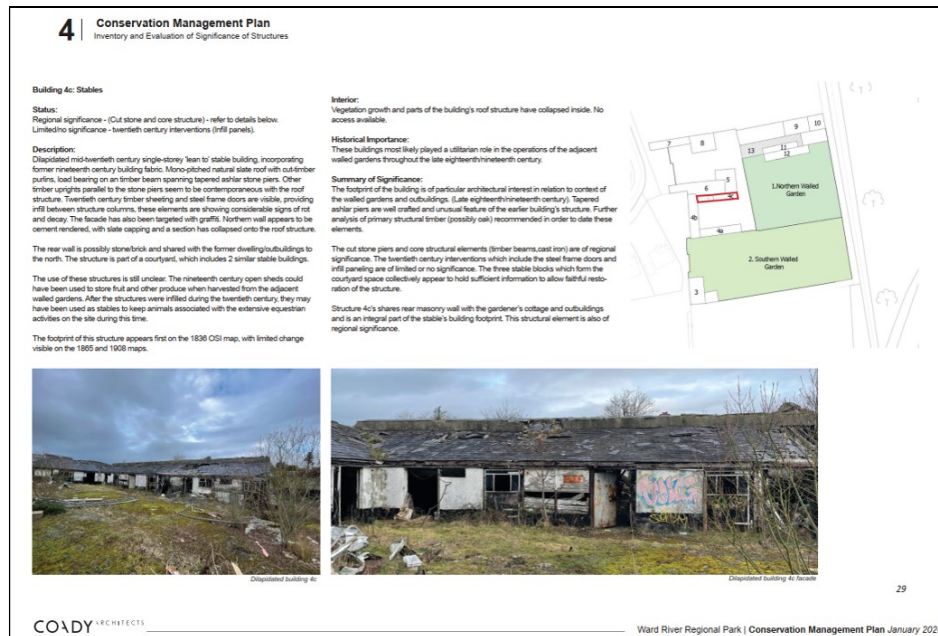 4
Conservation Management Plan
Inventory and Evaluation of Significance of Structures
Building 4c: Stables
Status:
Regional significance - (Cut stone and core structure) - refer to details below.
Limited/no significance - twentieth century interventions (Infill panels).
Description:
Dilapidated mid-twentieth century single-storey 'lean to' stable building, incorporating
former nineteenth century building fabric. Mono-pitched natural slate roof with cut-timber
purlins, load bearing on an timber beam spanning tapered ashlar stone piers. Other
timber uprights parallel to the stone piers seem to be contemporaneous with the roof
structure. Twentieth century timber sheeting and steel frame doors are visible, providing
infill between structure columns, these elements are showing considerable signs of rot
and decay. The facade has also been targeted with graffiti. Northern wall appears to be
cement rendered, with slate capping and a section has collapsed onto the roof structure.
The rear wall is possibly stone/brick and shared with the former dwelling/outbuildings to
the north. The structure is part of a courtyard, which includes 2 similar stable buildings.
The use of these structures is still unclear. The nineteenth century open sheds could
have been used to store fruit and other produce when harvested from the adjacent
walled gardens. After the structures were infilled during the twentieth century, they may
have been used as stables to keep animals associated with the extensive equestrian
activities on the site during this time.
The footprint of this structure appears first on the 1836 OSI map, with limited change
visible on the 1865 and 1908 maps.
Interior:
Vegetation growth and parts of the building's roof structure have collapsed inside. No
access available.
Historical Importance:
These buildings most likely played a utilitarian role in the operations of the adjacent
walled gardens throughout the late eighteenth/nineteenth century.
Summary of Significance:
The footprint of the building is of particular architectural interest in relation to context of
the walled gardens and outbuildings. (Late eighteenth/nineteenth century). Tapered
ashlar piers are well crafted and unusual feature of the earlier building's structure. Further
analysis of primary structural timber (possibly oak) recommended in order to date these
elements.
The cut stone piers and core structural elements (timber beams,cast iron) are of regional
significance. The twentieth century interventions which include the steel frame doors and
infill paneling are of limited or no significance. The three stable blocks which form the
courtyard space collectively appear to hold sufficient information to allow faithful resto-
ration of the structure.
Structure 4c's shares rear masonry wall with the gardener's cottage and outbuildings
and is an integral part of the stable's building footprint. This structural element is also of
regional significance.
7
8
9
10
13
11
12
5
6
4c
4b
4a
3
1.Northern Walled
Garden
2. Southern Walled
Garden
Dilapidated building 4c
Dilapidated building 4c facade
29
COADY ARCHITECTS
Ward River Regional Park | Conservation Management Plan January 202